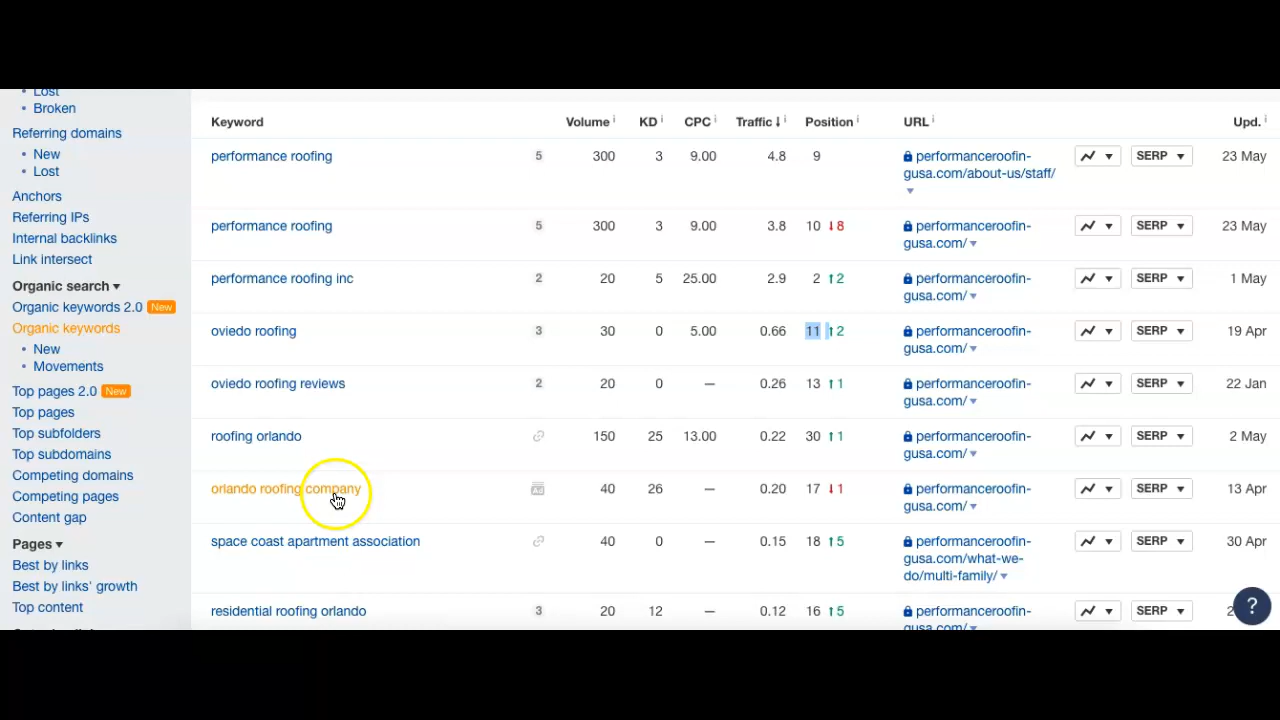 Lost
Broken
Referring domains
New
Lost
Anchors
Referring IPs
Internal backlinks
Link intersect
Organic search
Organic keywords 2.0 New
Organic keywords
New
Movements
Top pages 2.0 New
Top pages
Top subfolders
Top subdomains
Competing domains
Competing pages
Content gap
Pages
Best by links
Best by links' growth
Top content
Keyword Volume i KD i CPC i Traffic i Position i URL i Upd. i
performance roofing 5 300 3 9.00 4.8 9 performanceroofin- SERP 23 May
gusa.com/about-us/staff/
performance roofing 5 300 3 9.00 3.8 10 ↓8 performanceroofin- SERP 23 May
gusa.com/
performance roofing inc 2 20 5 25.00 2.9 2 ↑2 performanceroofin- SERP 1 May
gusa.com/
oviedo roofing 3 30 0 5.00 0.66 11 ↑2 performanceroofin- SERP 19 Apr
gusa.com/
oviedo roofing reviews 2 20 0 — 0.26 13 ↑1 performanceroofin- SERP 22 Jan
gusa.com/
roofing orlando 150 25 13.00 0.22 30 ↑1 performanceroofin- SERP 2 May
gusa.com/
orlando roofing company Ad 40 26 — 0.20 17 ↓1 performanceroofin- SERP 13 Apr
gusa.com/
space coast apartment association 40 0 — 0.15 18 ↑5 performanceroofin- SERP 30 Apr
gusa.com/what-we-
do/multi-family/
residential roofing orlando 3 20 12 — 0.12 16 ↑5 performanceroofin- SERP
gusa.com/
?